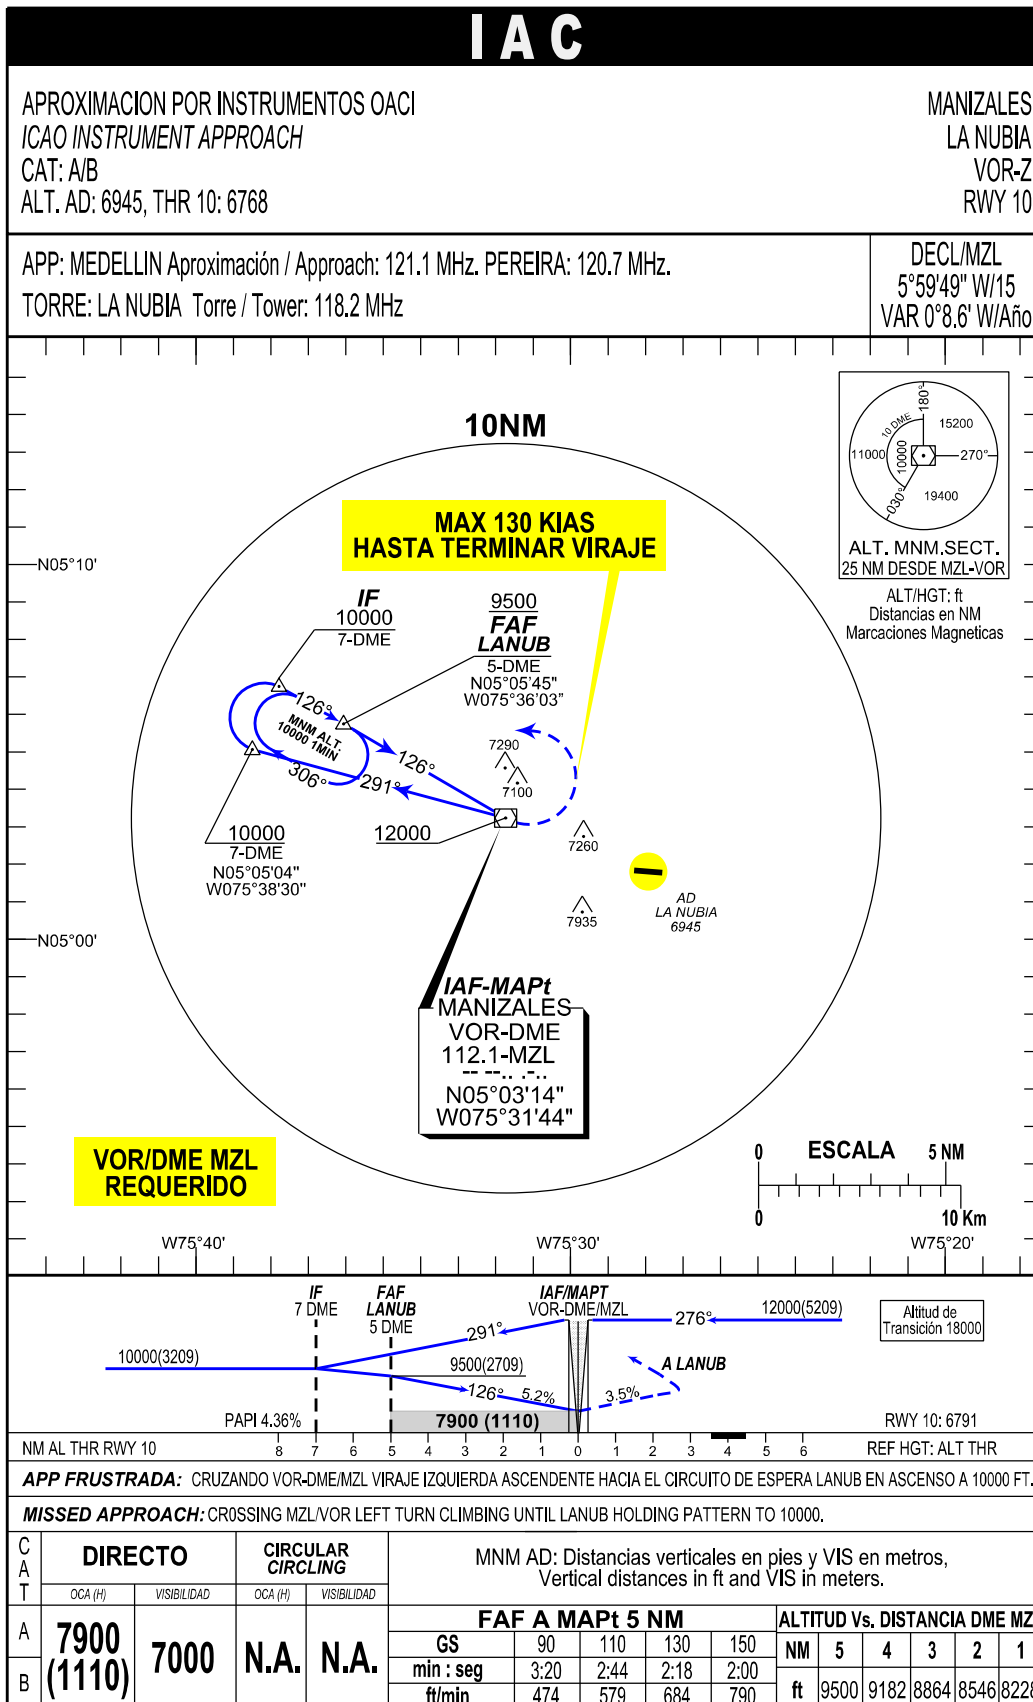 IAC
APROXIMACION POR INSTRUMENTOS OACI
ICAO INSTRUMENT APPROACH
CAT: A/B
ALT. AD: 6945, THR 10: 6768
MANIZALES
LA NUBIA
VOR-Z
RWY 10
APP: MEDELLIN Aproximación / Approach: 121.1 MHz. PEREIRA: 120.7 MHz.
TORRE: LA NUBIA Torre / Tower: 118.2 MHz
DECL/MZL
5°59'49" W/15
VAR 0°8.6' W/Año
10NM
MAX 130 KIAS
HASTA TERMINAR VIRAJE
180°
10 DME
15200
11000
10000
270°
030°
19400
ALT. MNM.SECT.
25 NM DESDE MZL-VOR
ALT/HGT: ft
Distancias en NM
Marcaciones Magneticas
N05°10'
IF
10000
7-DME
9500
FAF
LANUB
5-DME
N05°05'45"
W075°36'03"
126°
MNM ALT.
10000 1MIN
126°
306°
291°
7290
7100
10000
7-DME
N05°05'04"
W075°38'30"
12000
7260
7935
AD
LA NUBIA
6945
N05°00'
IAF-MAPt
MANIZALES
VOR-DME
112.1-MZL
-- --.. .-..
N05°03'14"
W075°31'44"
VOR/DME MZL
REQUERIDO
0 ESCALA 5 NM
0 10 Km
W75°40' W75°30' W75°20'
IF
7 DME
FAF
LANUB
5 DME
IAF/MAPT
VOR-DME/MZL
12000(5209)
276°
291°
Altitud de
Transición 18000
10000(3209)
9500(2709)
A LANUB
126°
5.2%
3.5%
PAPI 4.36%
7900 (1110)
RWY 10: 6791
NM AL THR RWY 10
8 7 6 5 4 3 2 1 0 1 2 3 4 5 6
REF HGT: ALT THR
APP FRUSTRADA: CRUZANDO VOR-DME/MZL VIRAJE IZQUIERDA ASCENDENTE HACIA EL CIRCUITO DE ESPERA LANUB EN ASCENSO A 10000 FT.
MISSED APPROACH: CROSSING MZL/VOR LEFT TURN CLIMBING UNTIL LANUB HOLDING PATTERN TO 10000.
CAT
DIRECTO
OCA (H) VISIBILIDAD
CIRCULAR
CIRCLING
OCA (H) VISIBILIDAD
MNM AD: Distancias verticales en pies y VIS en metros,
Vertical distances in ft and VIS in meters.
A
B
7900
(1110)
7000
N.A. N.A.
FAF A MAPt 5 NM
GS 90 110 130 150
min : seg 3:20 2:44 2:18 2:00
ft/min 474 579 684 790
ALTITUD Vs. DISTANCIA DME MZ
NM 5 4 3 2 1
ft 9500 9182 8864 8546 8228